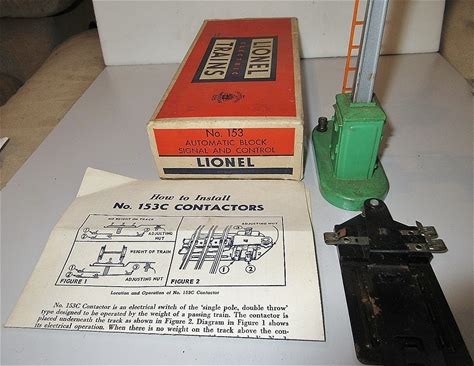 LIONEL
ELECTRIC
TRAINS
No. 153
AUTOMATIC BLOCK
SIGNAL AND CONTROL
LIONEL
How to Install
No. 153C CONTACTORS
NO WEIGHT ON TRACK
ADJUSTING NUT
WEIGHT OF TRAIN
ADJUSTING NUT
FIGURE 1
ADJUSTING NUT
FIGURE 2
Location and Operation of No. 153C Contactor
No. 153C Contactor is an electrical switch of the 'single pole, double throw'
type designed to be operated by the weight of a passing train. The contactor is
placed underneath the track as shown in Figure 2. Diagram in Figure 1 shows
its electrical operation. When there is no weight on the track above the con-